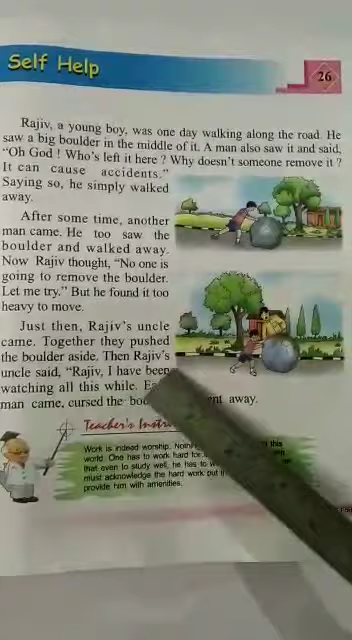 Self Help
26
Rajiv, a young boy, was one day walking along the road. He
saw a big boulder in the middle of it. A man also saw it and said,
“Oh God ! Who’s left it here ? Why doesn’t someone remove it ?
It can cause accidents.”
Saying so, he simply walked
away.
After some time, another
man came. He too saw the
boulder and walked away.
Now Rajiv thought, “No one is
going to remove the boulder.
Let me try.” But he found it too
heavy to move.
Just then, Rajiv’s uncle
came. Together they pushed
the boulder aside. Then Rajiv’s
uncle said, “Rajiv, I have been
watching all this while.
man came, cursed the away.
Teacher's
Work is indead worship. this
world. One has to work hard for
that even to study well, he has to
must acknowledge the hard work put
provide him with amenities.